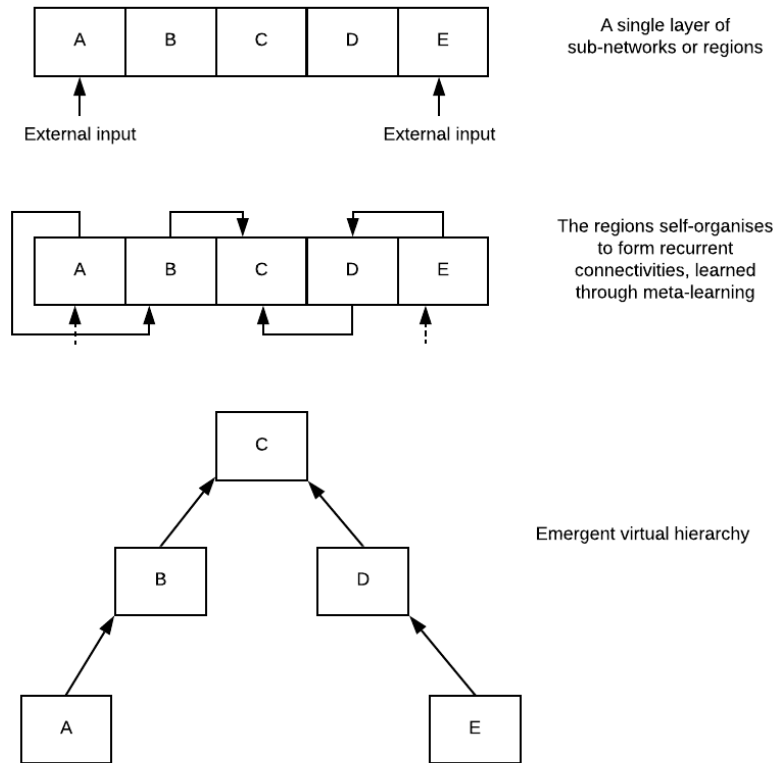 A B C D E
A single layer of
sub-networks or regions
External input
External input
A B C D E
The regions self-organises
to form recurrent
connectivities, learned
through meta-learning
C
Emergent virtual hierarchy
B
D
A
E